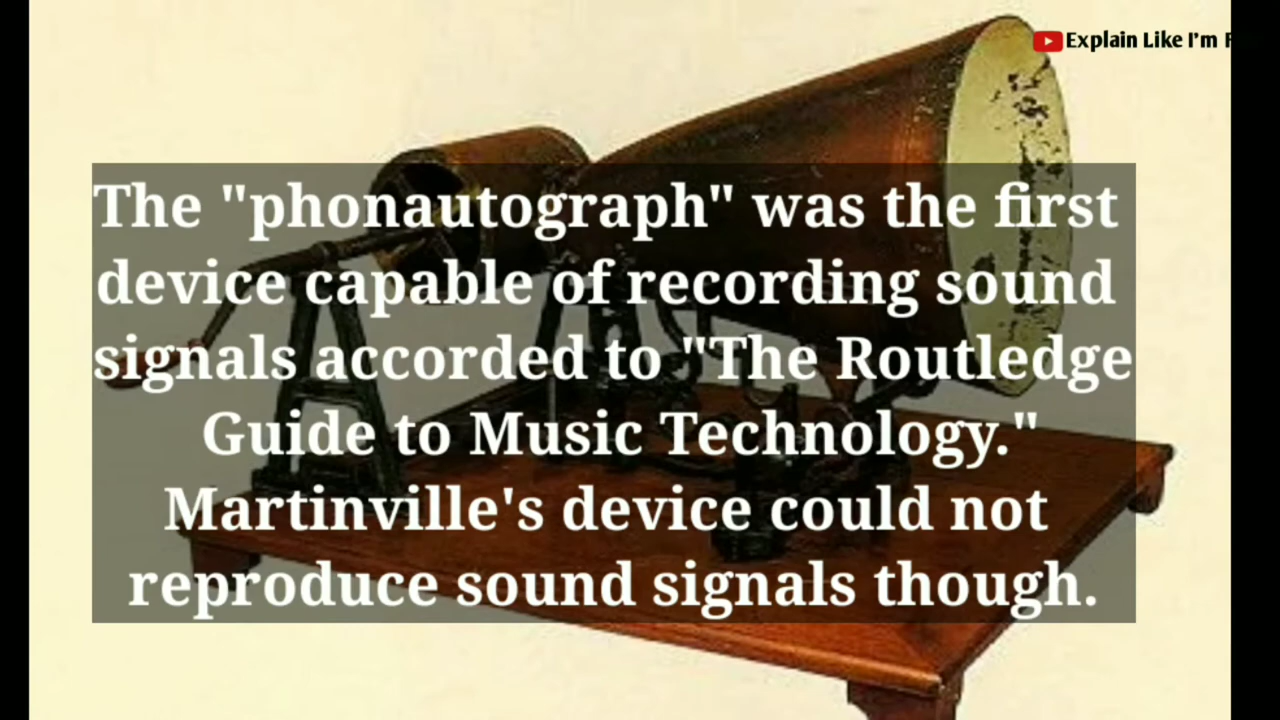 Explain Like I'm
The "phonautograph" was the first
device capable of recording sound
signals accorded to "The Routledge
Guide to Music Technology."
Martinville's device could not
reproduce sound signals though.